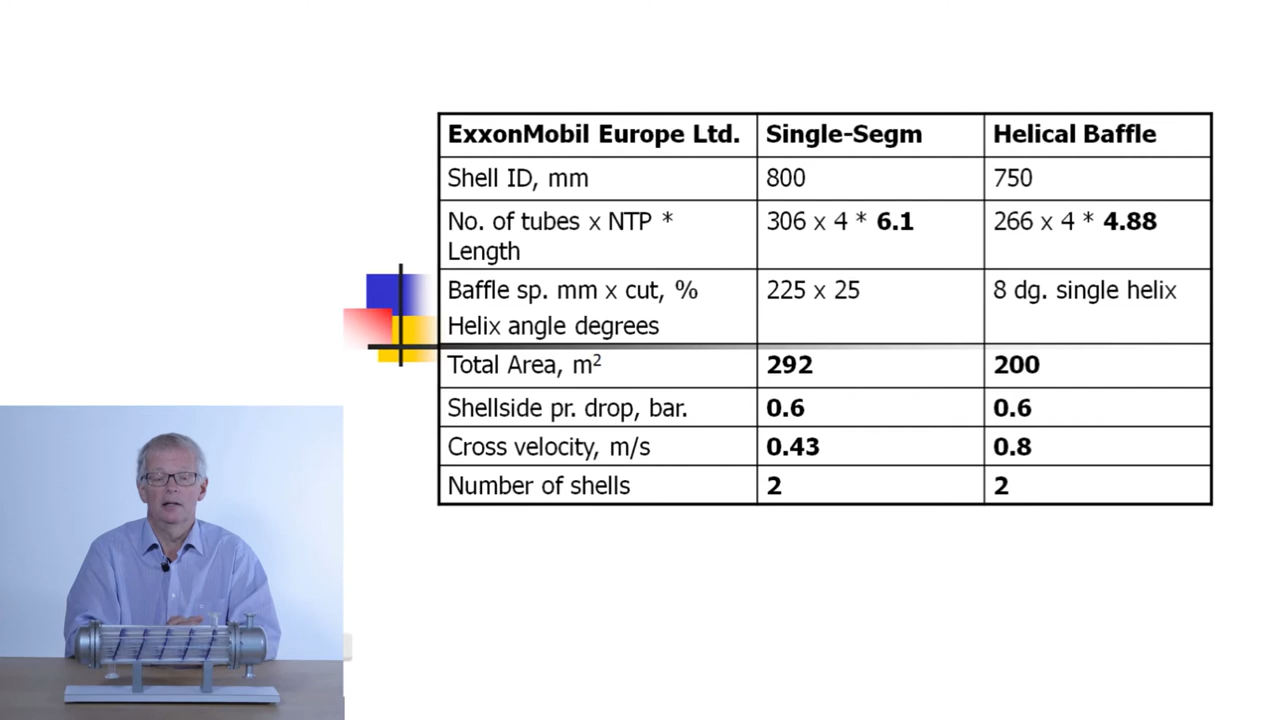 ExxonMobil Europe Ltd. Single-Segm Helical Baffle
Shell ID, mm 800 750
No. of tubes x NTP * 306 x 4 * 6.1 266 x 4 * 4.88
Length
Baffle sp. mm x cut, % 225 x 25 8 dg. single helix
Helix angle degrees
Total Area, m² 292 200
Shellside pr. drop, bar. 0.6 0.6
Cross velocity, m/s 0.43 0.8
Number of shells 2 2